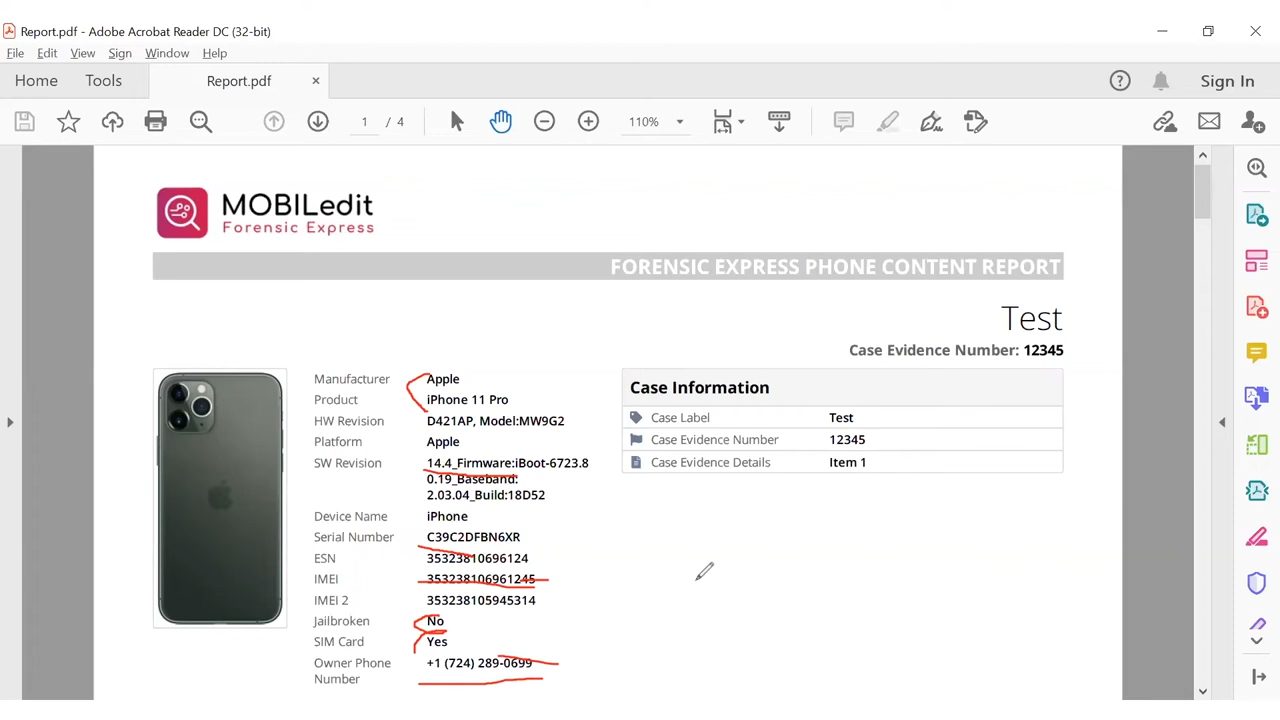 Report.pdf - Adobe Acrobat Reader DC (32-bit)
File Edit View Sign Window Help
Home Tools Report.pdf × Sign In
1 / 4 110%
MOBILedit
Forensic Express
FORENSIC EXPRESS PHONE CONTENT REPORT
Test
Case Evidence Number: 12345
Manufacturer Apple
Product iPhone 11 Pro
HW Revision D421AP, Model:MW9G2
Platform Apple
SW Revision 14.4_Firmware:iBoot-6723.8
0.19_Baseband:
2.03.04_Build:18D52
Device Name iPhone
Serial Number C39C2DFBN6XR
ESN 35323810696124
IMEI 353238106961245
IMEI 2 353238105945314
Jailbroken No
SIM Card Yes
Owner Phone +1 (724) 289-0699
Number
Case Information
Case Label Test
Case Evidence Number 12345
Case Evidence Details Item 1